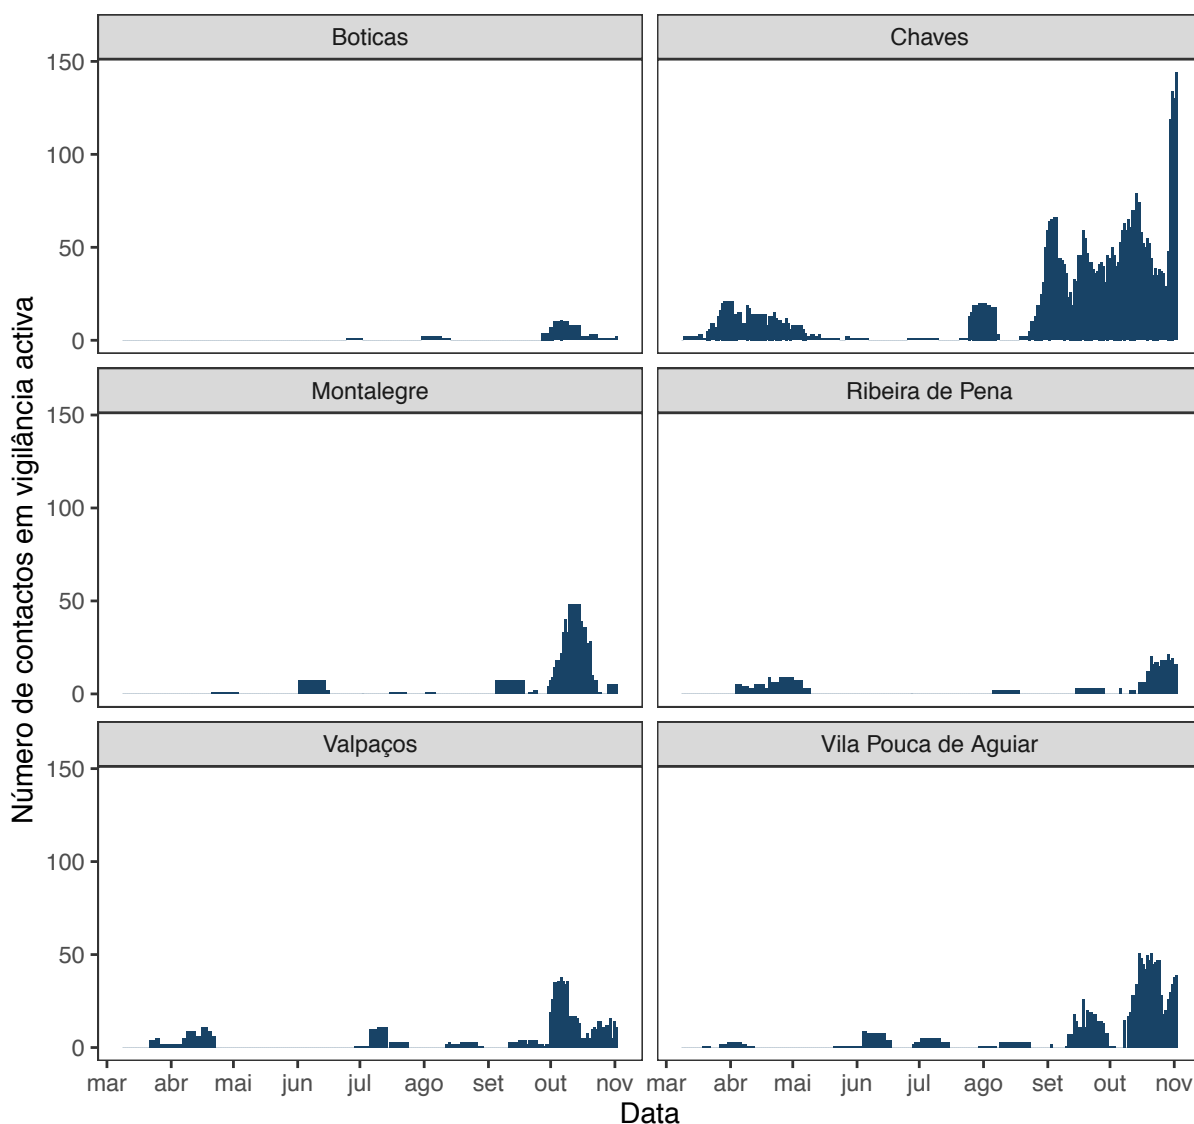 Boticas
Chaves
150
100
50
0
Montalegre
Ribeira de Pena
150
100
50
0
Valpaços
Vila Pouca de Aguiar
150
100
50
0
mar abr mai jun jul ago set out nov
mar abr mai jun jul ago set out nov
Data
Número de contactos em vigilância activa